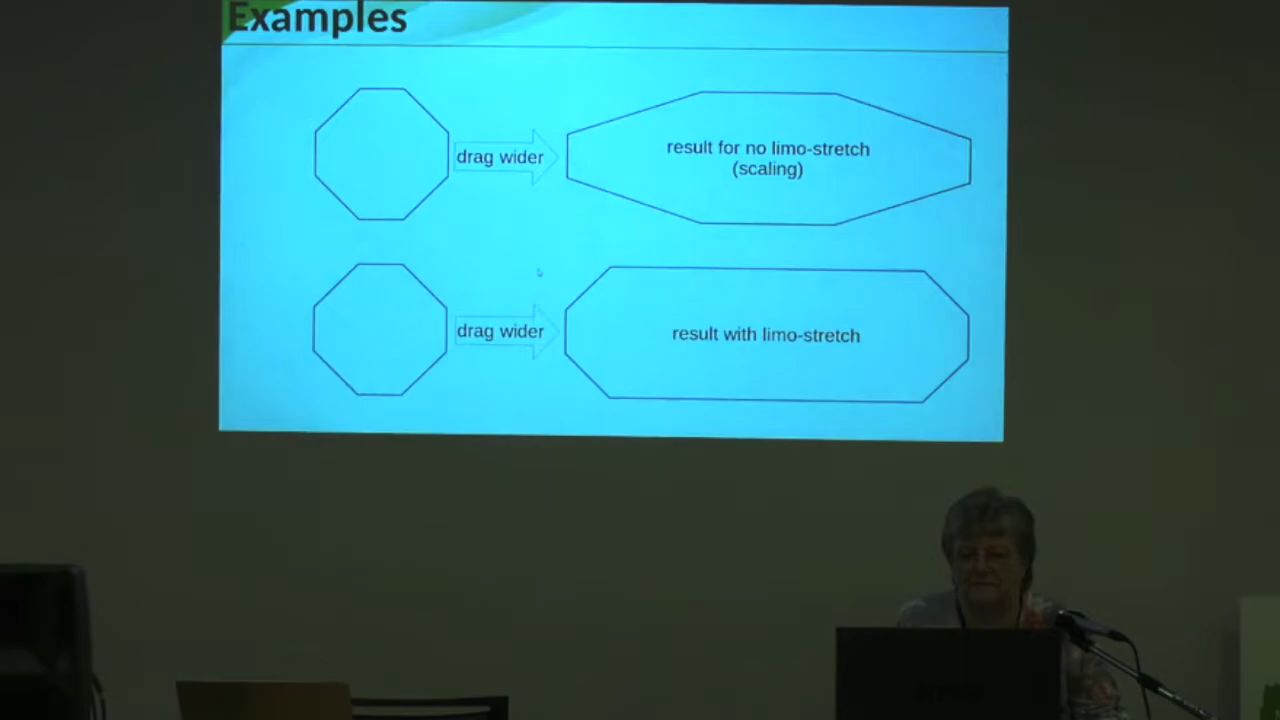 Examples
drag wider
result for no limo-stretch
(scaling)
drag wider
result with limo-stretch